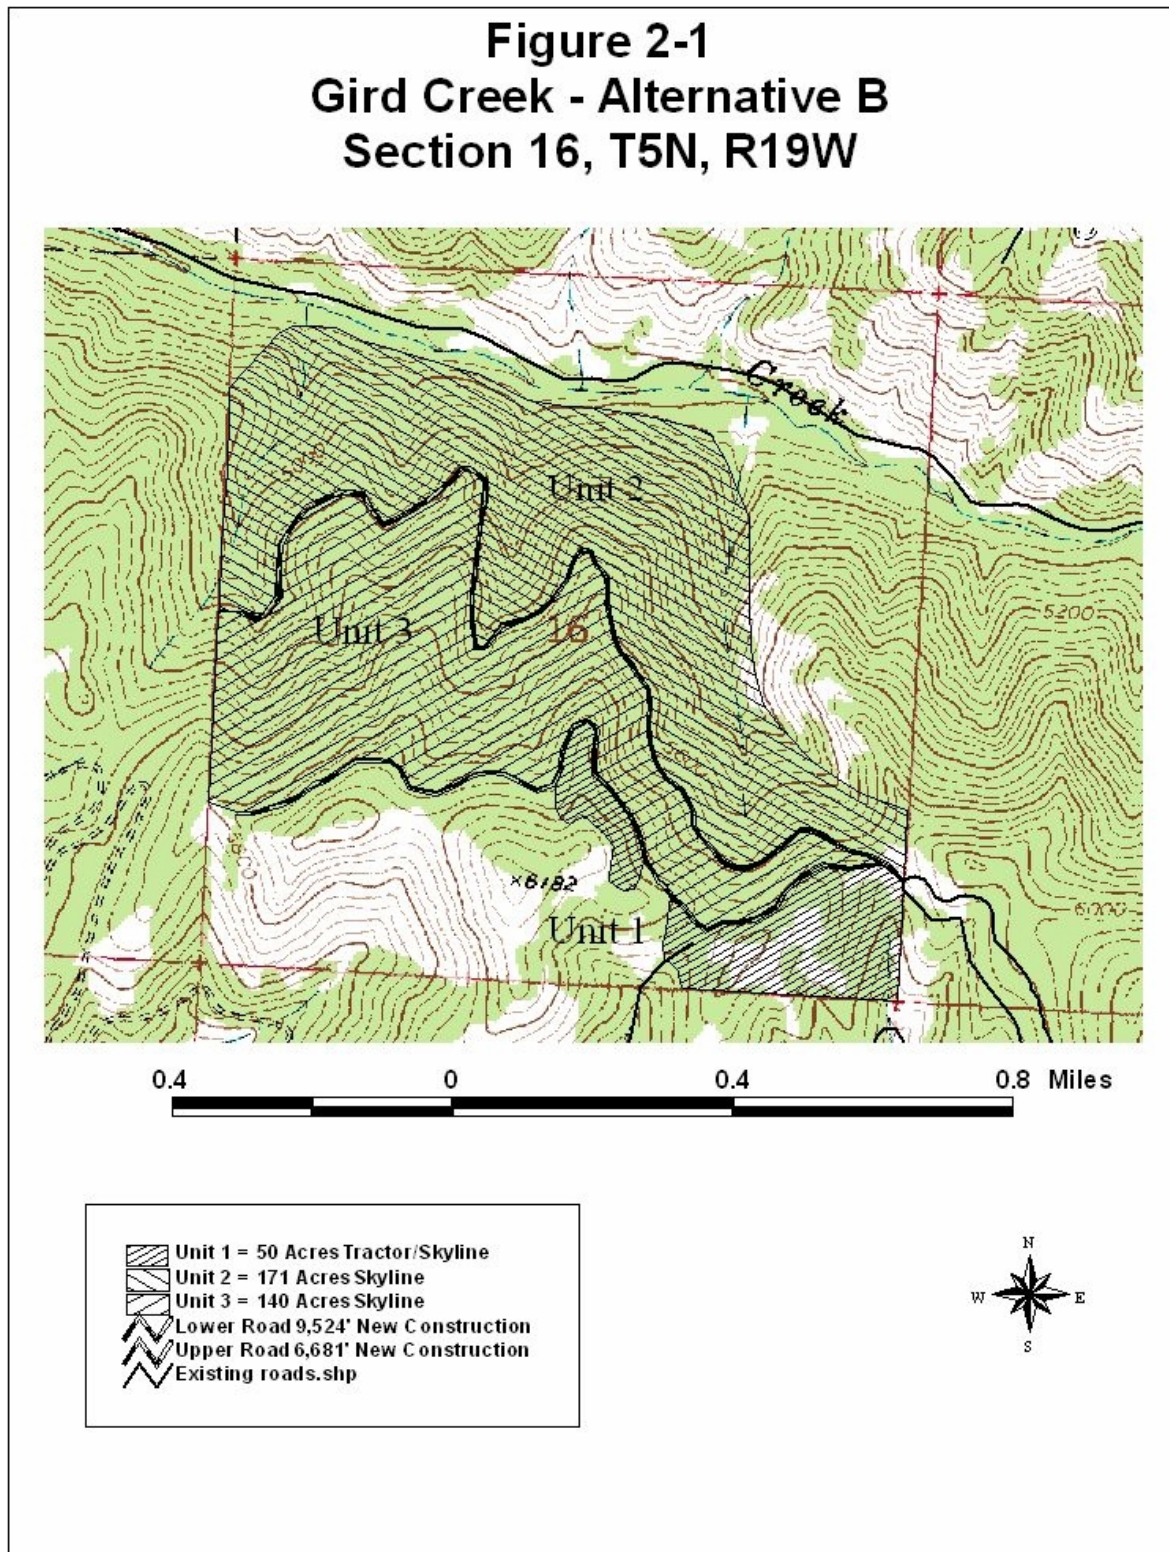 Figure 2-1
Gird Creek - Alternative B
Section 16, T5N, R19W
Creek
5000
Unit 2
5200
Unit 3
16
×6182
6000
Unit 1
0.4 0 0.4 0.8 Miles
Unit 1 = 50 Acres Tractor/Skyline
Unit 2 = 171 Acres Skyline
Unit 3 = 140 Acres Skyline
Lower Road 9,524' New Construction
Upper Road 6,681' New Construction
Existing roads.shp
N
W E
S